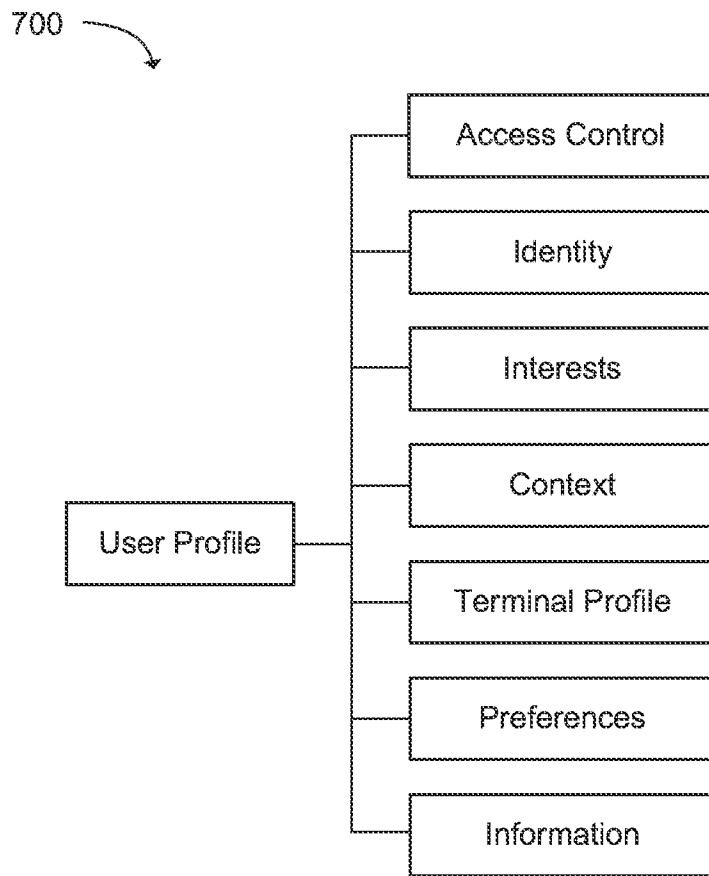 700
Access Control
Identity
Interests
Context
User Profile
Terminal Profile
Preferences
Information